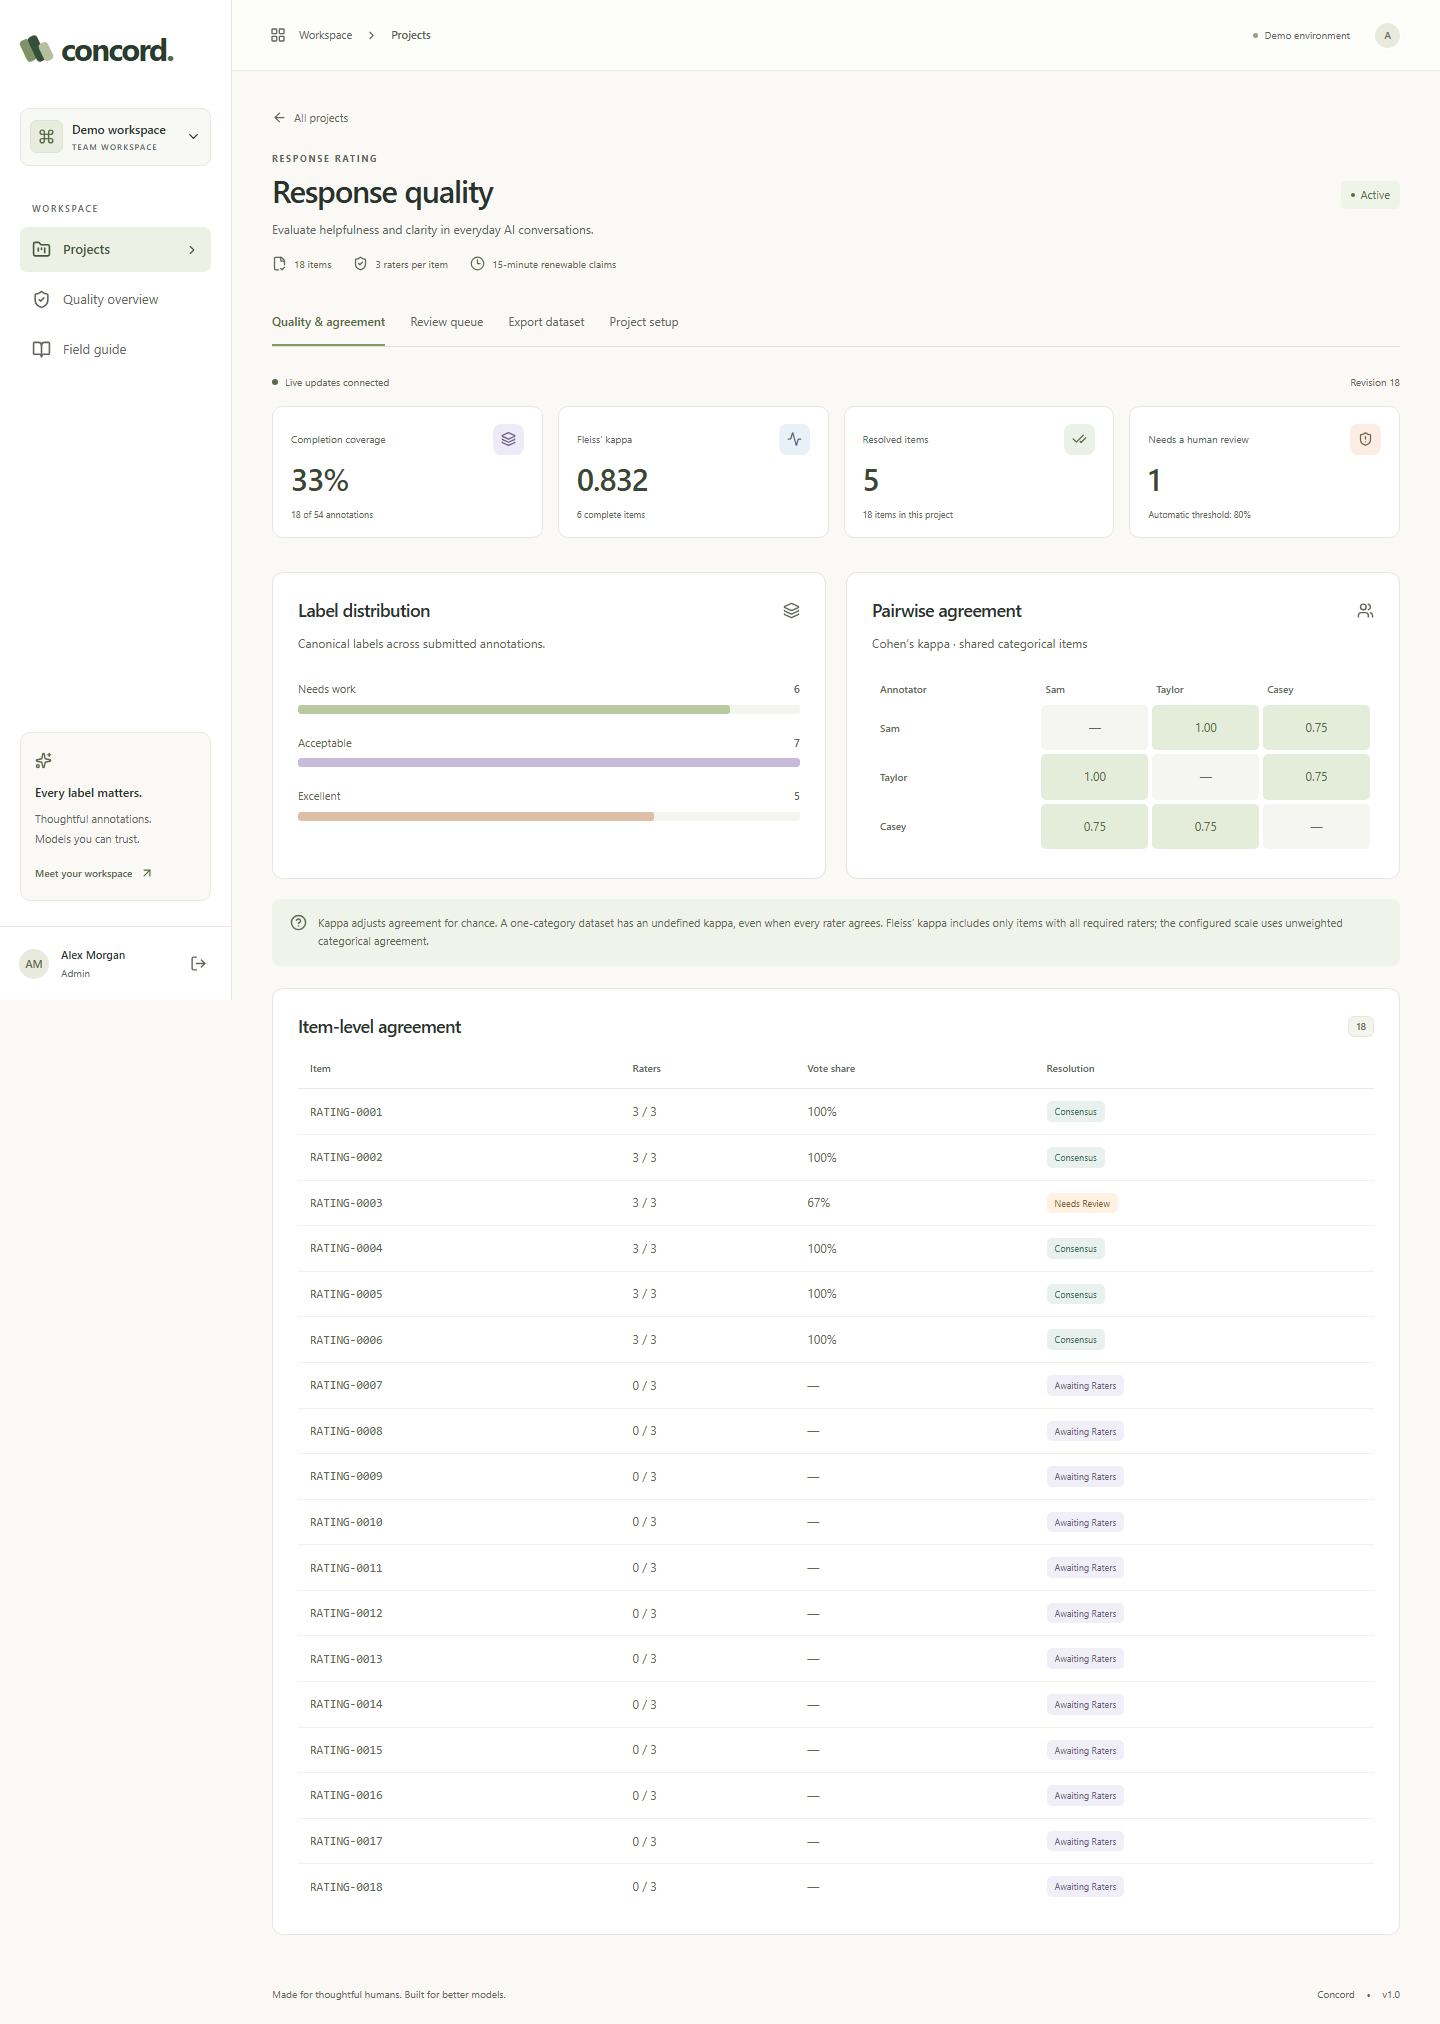 concord.
Demo workspace
TEAM WORKSPACE
WORKSPACE
Projects
Quality overview
Field guide
Every label matters.
Thoughtful annotations.
Models you can trust.
Meet your workspace
AM
Alex Morgan
Admin
Workspace
Projects
Demo environment
A
All projects
RESPONSE RATING
Response quality
Active
Evaluate helpfulness and clarity in everyday AI conversations.
18 items
3 raters per item
15-minute renewable claims
Quality & agreement
Review queue
Export dataset
Project setup
Live updates connected
Revision 18
Completion coverage
33%
18 of 54 annotations
Fleiss' kappa
0.832
6 complete items
Resolved items
5
18 items in this project
Needs a human review
1
Automatic threshold: 80%
Label distribution
Canonical labels across submitted annotations.
Needs work 6
Acceptable 7
Excellent 5
Pairwise agreement
Cohen's kappa · shared categorical items
Annotator Sam Taylor Casey
Sam — 1.00 0.75
Taylor 1.00 — 0.75
Casey 0.75 0.75 —
Kappa adjusts agreement for chance. A one-category dataset has an undefined kappa, even when every rater agrees. Fleiss' kappa includes only items with all required raters; the configured scale uses unweighted
categorical agreement.
Item-level agreement
18
Item Raters Vote share Resolution
RATING-0001 3 / 3 100% Consensus
RATING-0002 3 / 3 100% Consensus
RATING-0003 3 / 3 67% Needs Review
RATING-0004 3 / 3 100% Consensus
RATING-0005 3 / 3 100% Consensus
RATING-0006 3 / 3 100% Consensus
RATING-0007 0 / 3 — Awaiting Raters
RATING-0008 0 / 3 — Awaiting Raters
RATING-0009 0 / 3 — Awaiting Raters
RATING-0010 0 / 3 — Awaiting Raters
RATING-0011 0 / 3 — Awaiting Raters
RATING-0012 0 / 3 — Awaiting Raters
RATING-0013 0 / 3 — Awaiting Raters
RATING-0014 0 / 3 — Awaiting Raters
RATING-0015 0 / 3 — Awaiting Raters
RATING-0016 0 / 3 — Awaiting Raters
RATING-0017 0 / 3 — Awaiting Raters
RATING-0018 0 / 3 — Awaiting Raters
Made for thoughtful humans. Built for better models.
Concord • v1.0